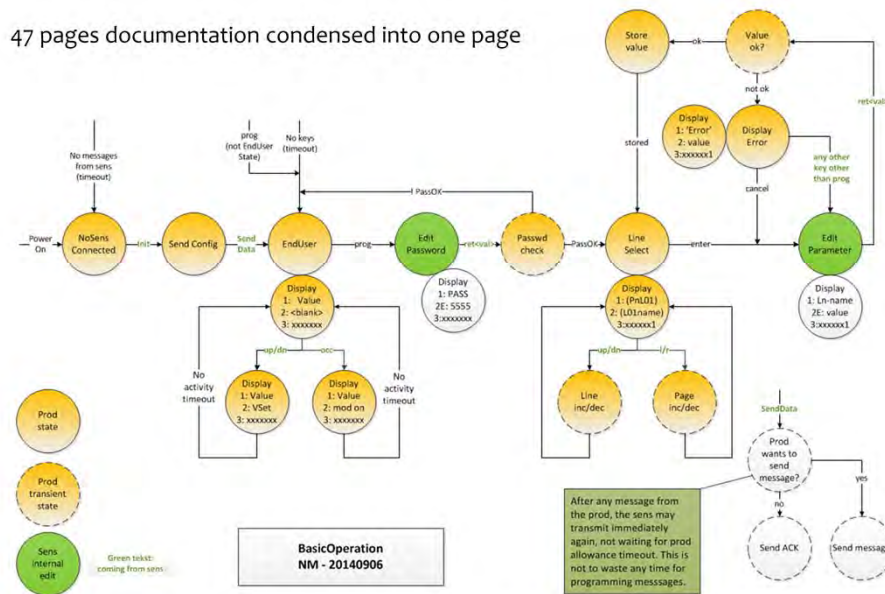 47 pages documentation condensed into one page
Store
value
ok
Value
ok?
not ok
ret<val>
Display
1: 'Error'
2: value
3:xxxxxx1
Display
Error
any other
key other
than prog
cancel
stored
No messages
from sens
(timeout)
prog
(not EndUser
State)
No keys
(timeout)
! PassOK
Power
On
NoSens
Connected
Init
Send Config
Send
Data
EndUser
prog
Edit
Password
ret<val>
Passwd
check
PassOK
Line
Select
enter
Edit
Parameter
Display
1: Value
2: <blank>
3: xxxxxxx
Display
1: PASS
2E: 5555
3:xxxxxxx
Display
1: (PnL01)
2: (L01name)
3:xxxxxx1
Display
1: Ln-name
2E: value
3:xxxxxx1
up/dn
occ
No
activity
timeout
Display
1: Value
2: VSet
3: xxxxxxx
Display
1: Value
2: mod on
3: xxxxxxx
No
activity
timeout
up/dn
l/r
Line
inc/dec
Page
inc/dec
Prod
state
Prod
transient
state
Sens
internal
edit
Green tekst:
coming from sens
BasicOperation
NM - 20140906
After any message from
the prod, the sens may
transmit immediately
again, not waiting for prod
allowance timeout. This is
not to waste any time for
programming messsages.
SendData
Prod
wants to
send
message?
yes
no
Send ACK
Send message